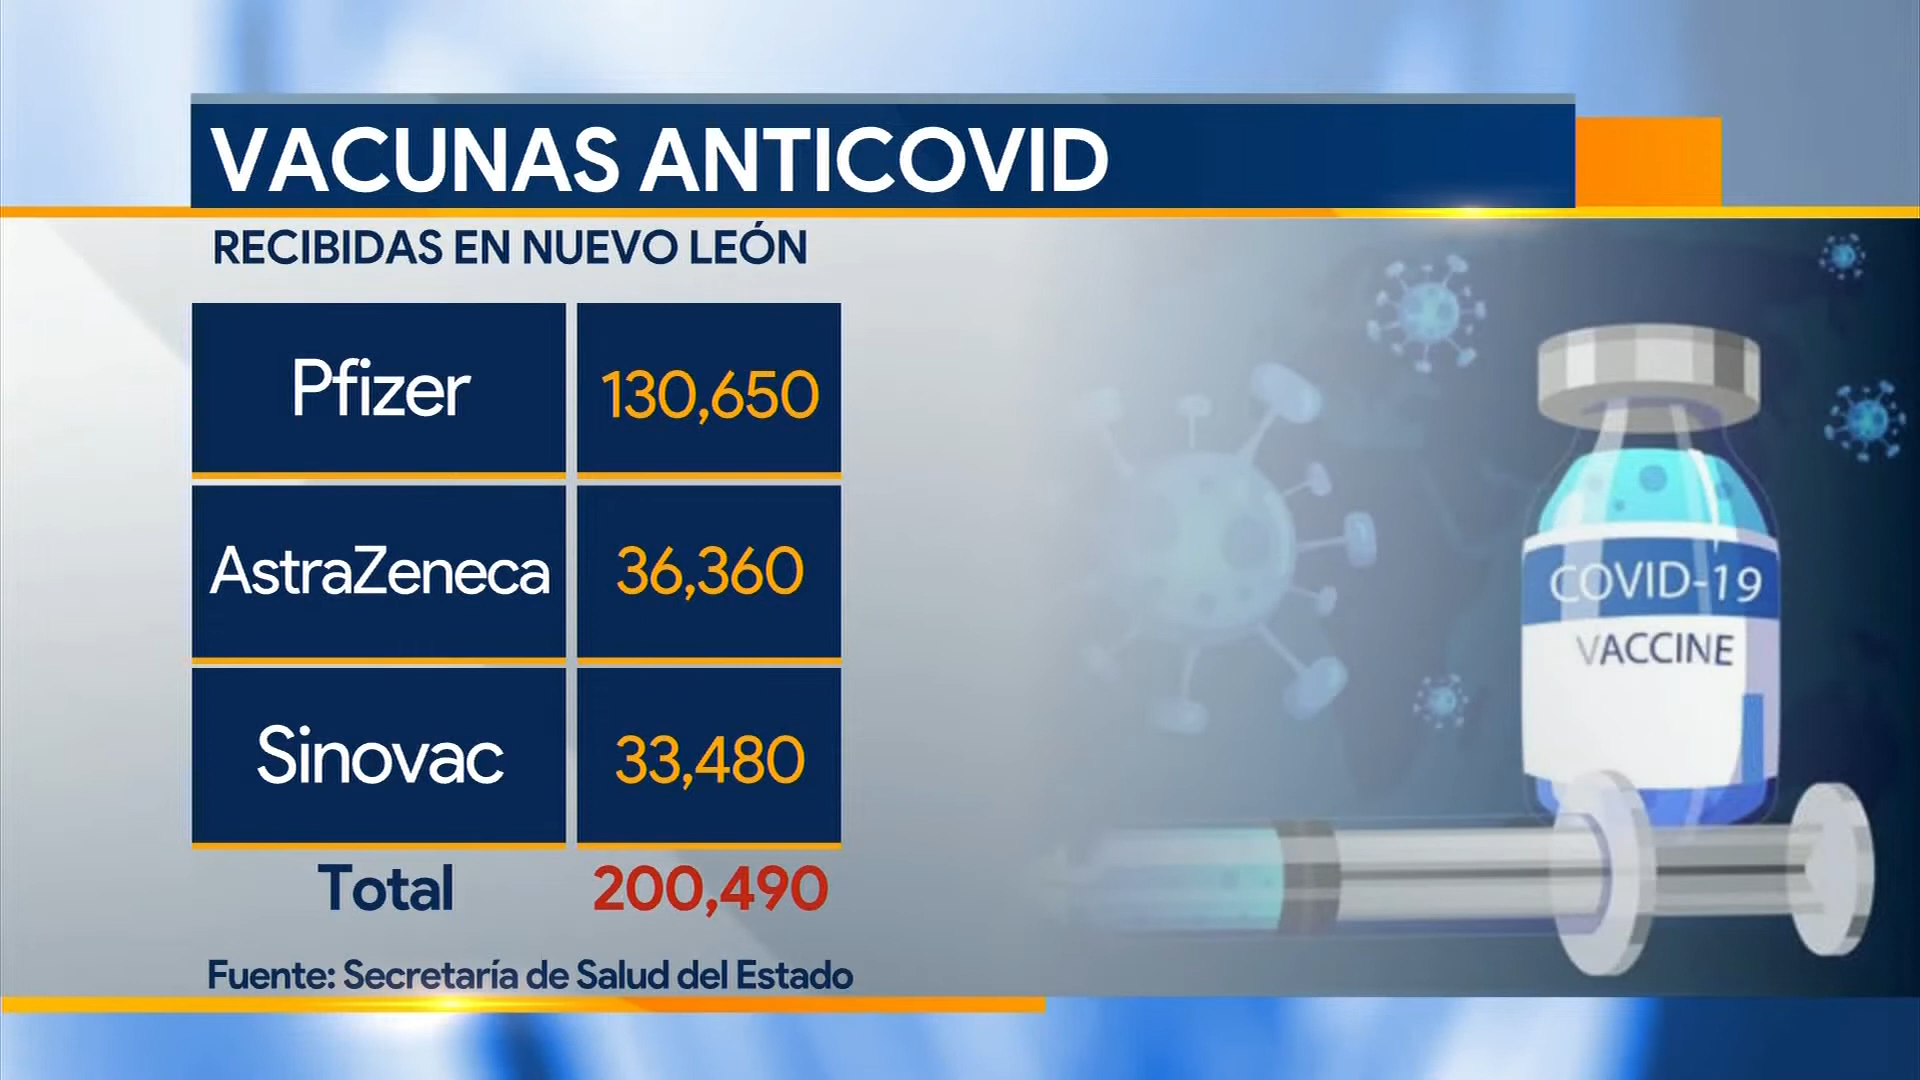 VACUNAS ANTICOVID
RECIBIDAS EN NUEVO LEÓN
Pfizer 130,650
AstraZeneca 36,360
Sinovac 33,480
Total 200,490
Fuente: Secretaría de Salud del Estado
COVID-19
VACCINE